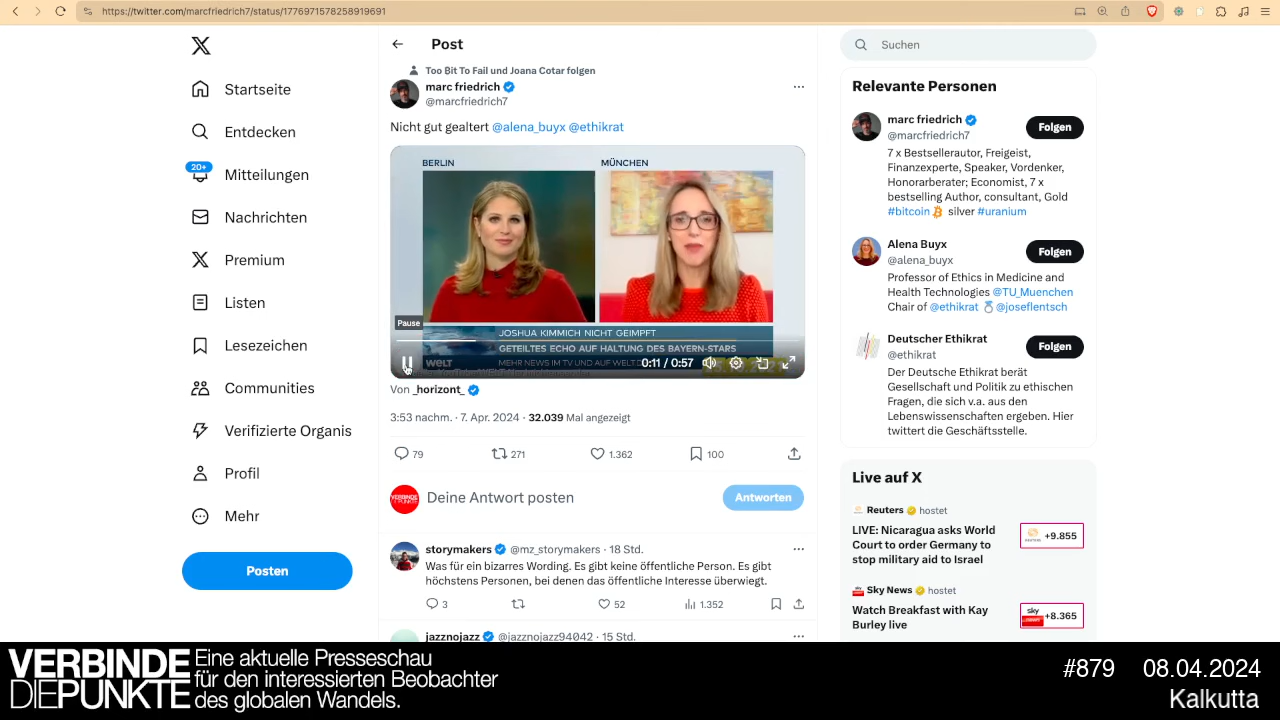 https://twitter.com/marcfriedrich7/status/1776971578258919691
Startseite
Entdecken
20+
Mitteilungen
Nachrichten
Premium
Listen
Lesezeichen
Communities
Verifizierte Organis
Profil
Mehr
Posten
Post
Too Bit To Fail und Joana Cotar folgen
marc friedrich
@marcfriedrich7
Nicht gut gealtert @alena_buyx @ethikrat
BERLIN
MÜNCHEN
Pause
JOSHUA KIMMICH NICHT GEIMPFT
GETEILTES ECHO AUF HALTUNG DES BAYERN-STARS
welt
MEHR NEWS IM TV UND AUF WELT.D
0:11 / 0:57
Von _horizont_
3:53 nachm. · 7. Apr. 2024 · 32.039 Mal angezeigt
79
271
1.362
100
VERBINDE
DIE PUNKTE
Deine Antwort posten
Antworten
storymakers @mz_storymakers · 18 Std.
Was für ein bizarres Wording. Es gibt keine öffentliche Person. Es gibt
höchstens Personen, bei denen das öffentliche Interesse überwiegt.
3
52
1.352
jazznojazz @jazznojazz94042 · 15 Std.
Suchen
Relevante Personen
marc friedrich
@marcfriedrich7
Folgen
7 x Bestsellerautor, Freigeist,
Finanzexperte, Speaker, Vordenker,
Honorarberater; Economist, 7 x
bestselling Author, consultant, Gold
#bitcoin silver #uranium
Alena Buyx
@alena_buyx
Folgen
Professor of Ethics in Medicine and
Health Technologies @TU_Muenchen
Chair of @ethikrat @joseflentsch
Deutscher Ethikrat
@ethikrat
Folgen
Der Deutsche Ethikrat berät
Gesellschaft und Politik zu ethischen
Fragen, die sich v.a. aus den
Lebenswissenschaften ergeben. Hier
twittert die Geschäftsstelle.
Live auf X
Reuters hostet
LIVE: Nicaragua asks World
Court to order Germany to
stop military aid to Israel
+9.855
Sky News hostet
Watch Breakfast with Kay
Burley live
sky
+8.365
VERBINDE
DIEPUNKTE
Eine aktuelle Presseschau
für den interessierten Beobachter
des globalen Wandels.
#879 08.04.2024
Kalkutta